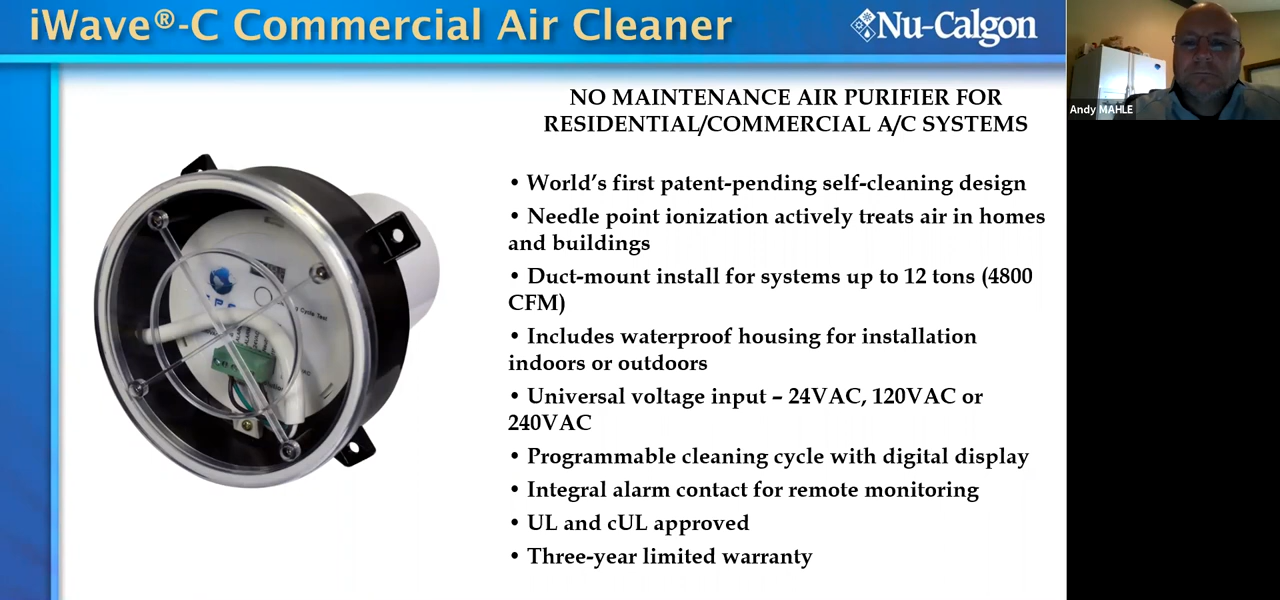 iWave®-C Commercial Air Cleaner
Nu-Calgon
Andy MAHLE
NO MAINTENANCE AIR PURIFIER FOR
RESIDENTIAL/COMMERCIAL A/C SYSTEMS
• World’s first patent-pending self-cleaning design
• Needle point ionization actively treats air in homes
and buildings
• Duct-mount install for systems up to 12 tons (4800
CFM)
• Includes waterproof housing for installation
indoors or outdoors
• Universal voltage input – 24VAC, 120VAC or
240VAC
• Programmable cleaning cycle with digital display
• Integral alarm contact for remote monitoring
• UL and cUL approved
• Three-year limited warranty
Cycle Test